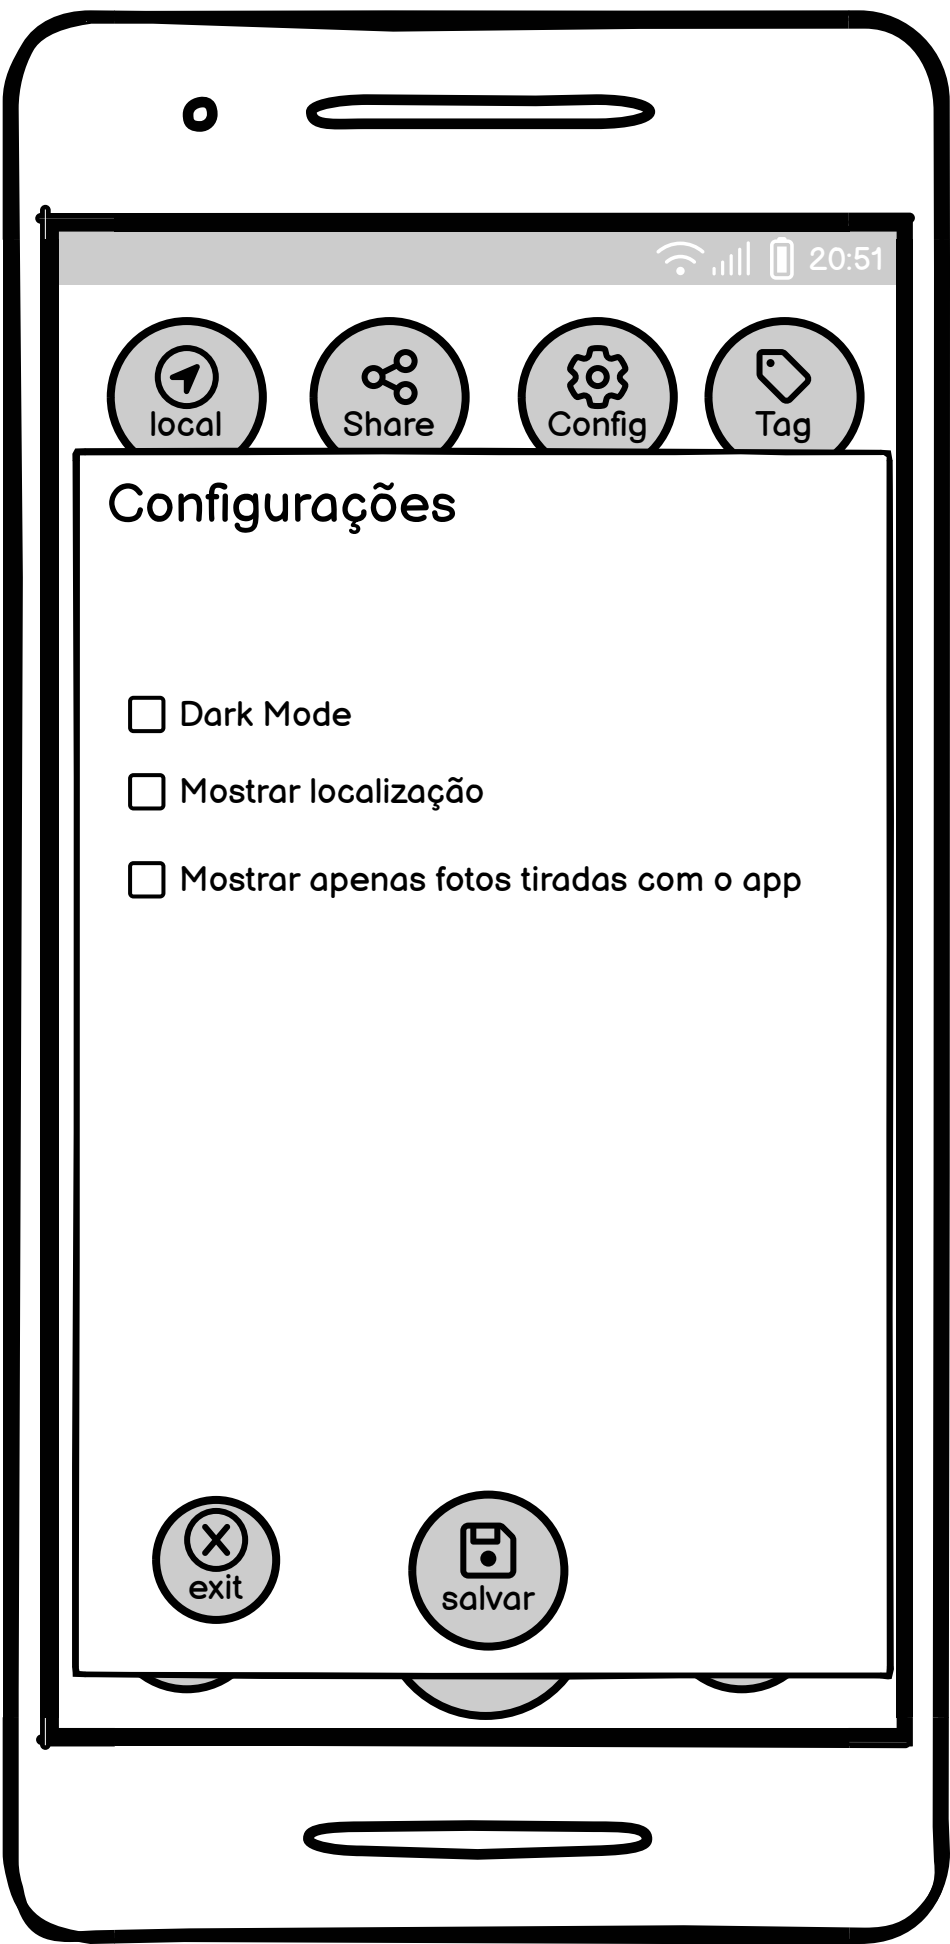 20:51
local Share Config Tag
Configurações
Dark Mode
Mostrar localização
Mostrar apenas fotos tiradas com o app
exit salvar